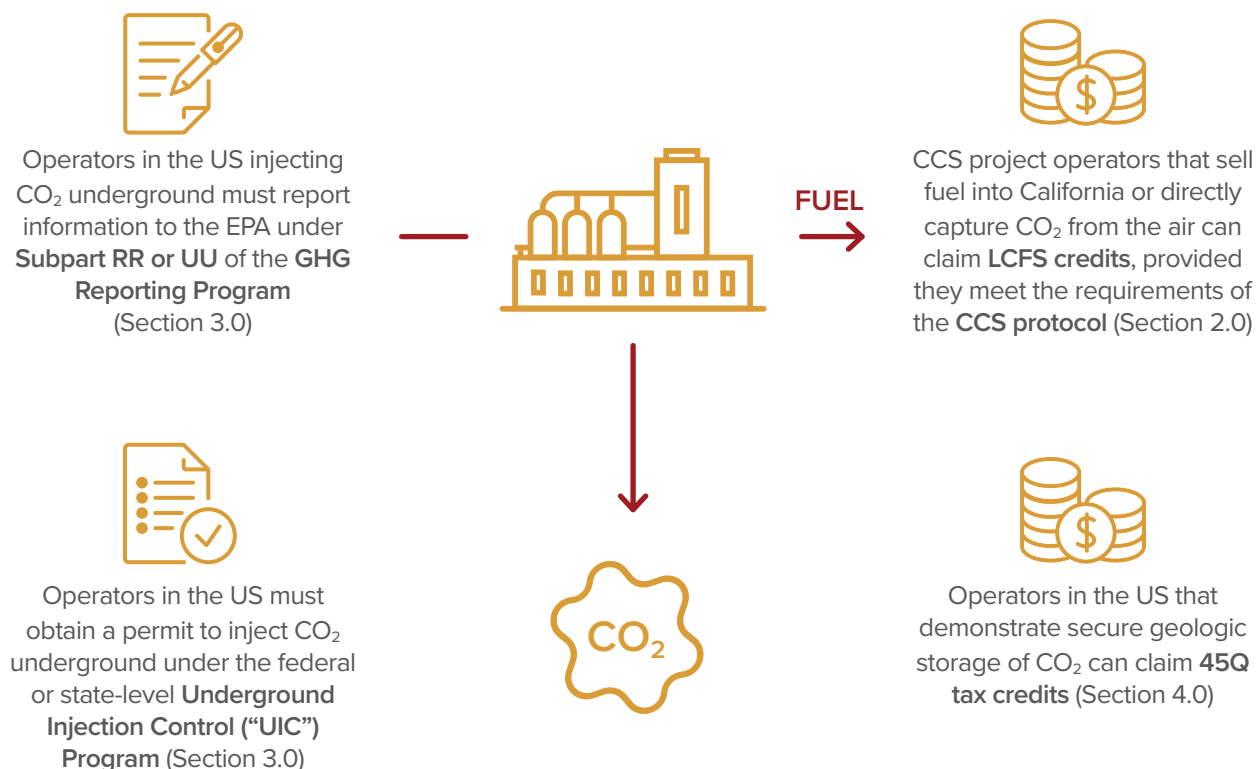 Operators in the US injecting
CO₂ underground must report
information to the EPA under
Subpart RR or UU of the GHG
Reporting Program
(Section 3.0)
FUEL
CCS project operators that sell
fuel into California or directly
capture CO₂ from the air can
claim LCFS credits, provided
they meet the requirements of
the CCS protocol (Section 2.0)
Operators in the US must
obtain a permit to inject CO₂
underground under the federal
or state-level Underground
Injection Control (“UIC”)
Program (Section 3.0)
CO₂
Operators in the US that
demonstrate secure geologic
storage of CO₂ can claim 45Q
tax credits (Section 4.0)
$
$